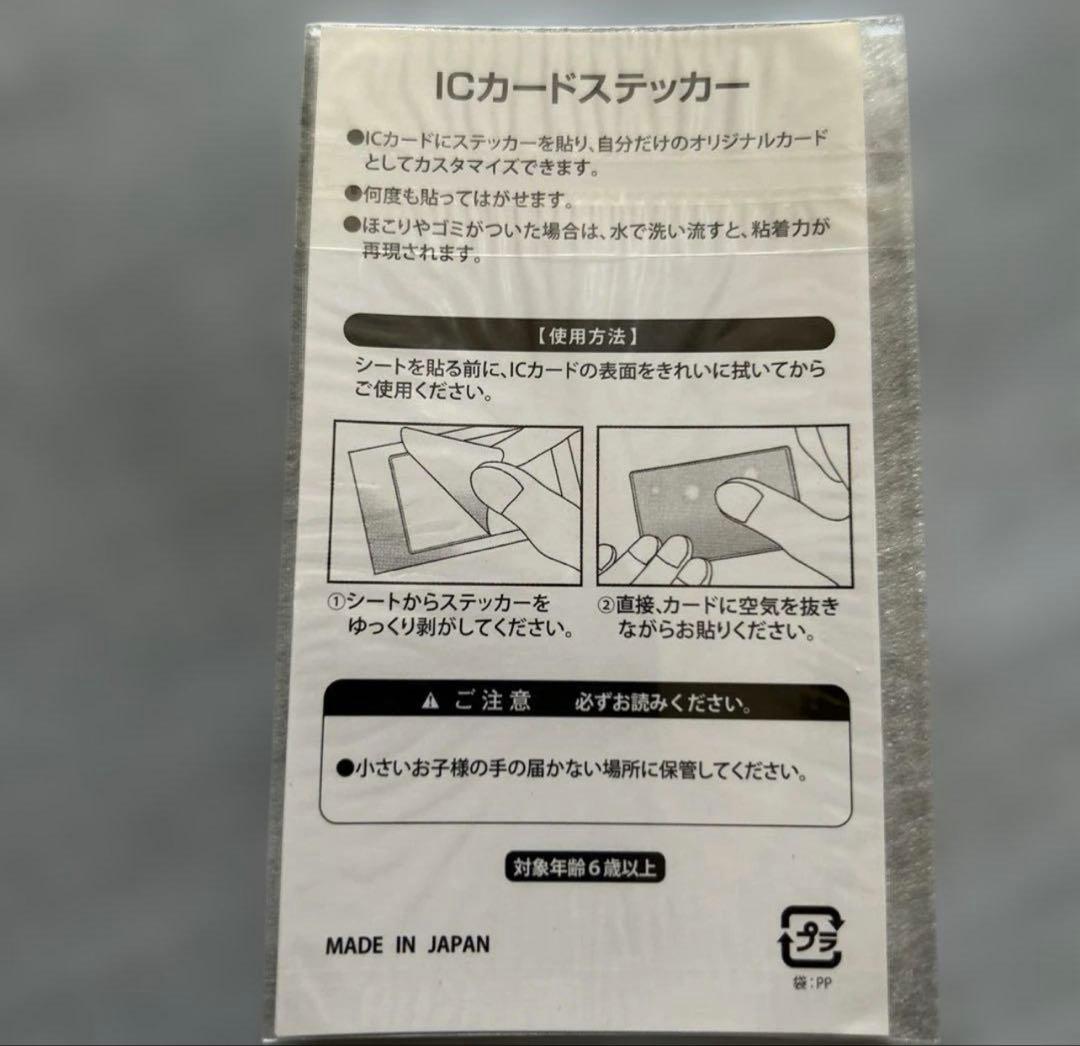 ICカードステッカー
●ICカードにステッカーを貼り、自分だけのオリジナルカード
としてカスタマイズできます。
●何度も貼ってはがせます。
●ほこりやゴミがついた場合は、水で洗い流すと、粘着力が
再現されます。
【使用方法】
シートを貼る前に、ICカードの表面をきれいに拭いてから
ご使用ください。
①シートからステッカーを
ゆっくり剥がしてください。
②直接、カードに空気を抜き
ながらお貼りください。
⚠ ご注意 必ずお読みください。
●小さいお子様の手の届かない場所に保管してください。
対象年齢6歳以上
MADE IN JAPAN
プラ
袋:PP